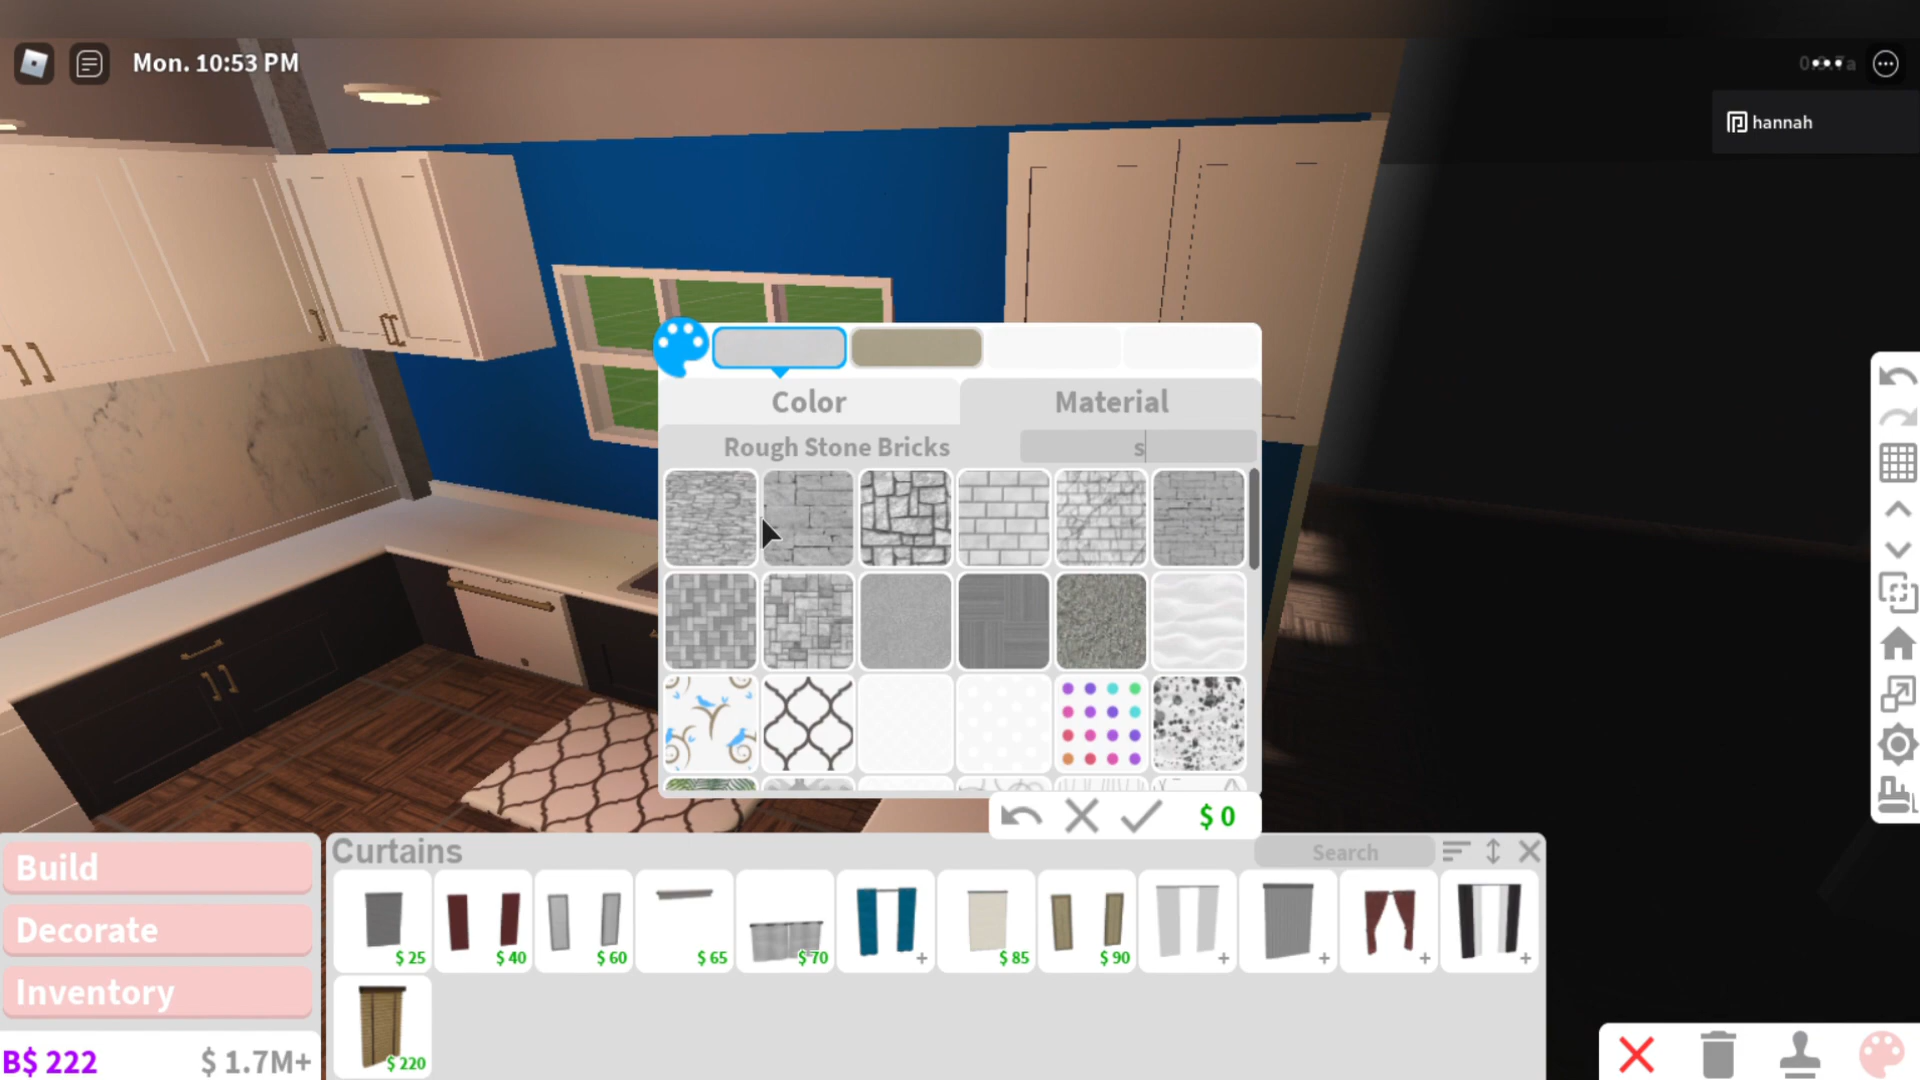 Mon. 10:53 PM
hannah
Color
Material
Rough Stone Bricks
s
$ 0
Build
Decorate
Inventory
B$ 222
$ 1.7M+
Curtains
Search
$ 25
$ 40
$ 60
$ 65
$ 70
+
$ 85
$ 90
+
+
+
+
$ 220